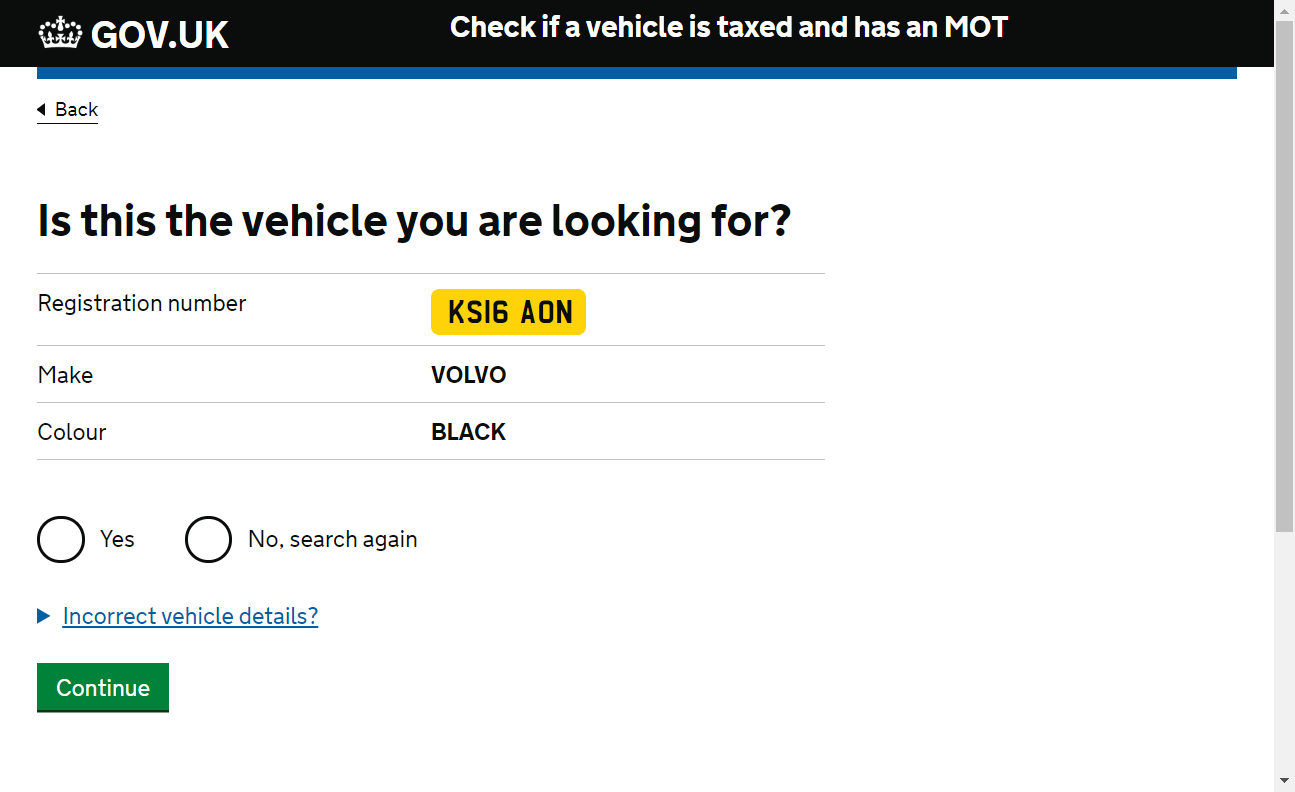 GOV.UK
Check if a vehicle is taxed and has an MOT
Back
Is this the vehicle you are looking for?
Registration number KS16 AON
Make VOLVO
Colour BLACK
Yes No, search again
Incorrect vehicle details?
Continue